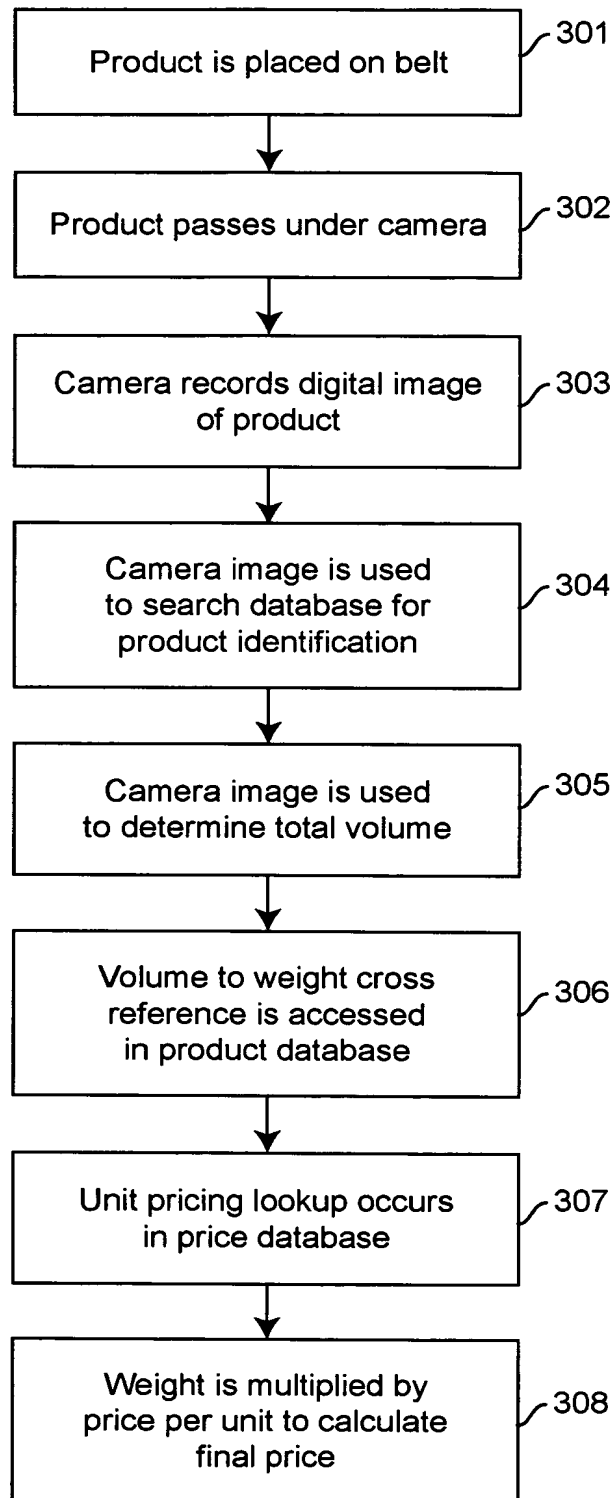 Product is placed on belt
301
Product passes under camera
302
Camera records digital image
of product
303
Camera image is used
to search database for
product identification
304
Camera image is used
to determine total volume
305
Volume to weight cross
reference is accessed
in product database
306
Unit pricing lookup occurs
in price database
307
Weight is multiplied by
price per unit to calculate
final price
308